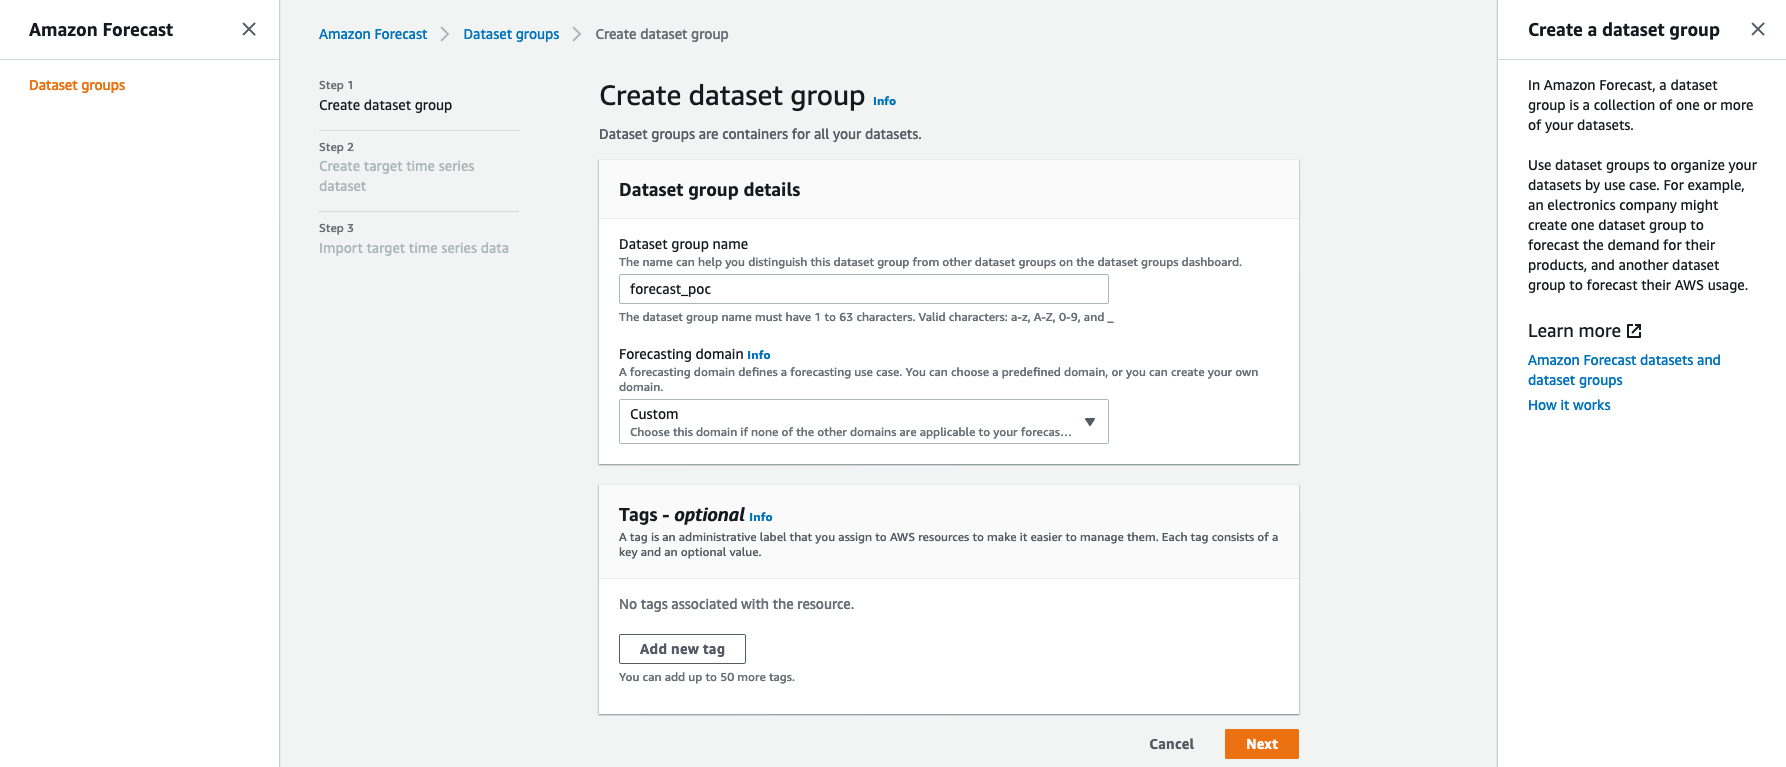 Amazon Forecast
Dataset groups
Amazon Forecast
Dataset groups
Create dataset group
Step 1
Create dataset group
Step 2
Create target time series
dataset
Step 3
Import target time series data
Create dataset group Info
Dataset groups are containers for all your datasets.
Dataset group details
Dataset group name
The name can help you distinguish this dataset group from other dataset groups on the dataset groups dashboard.
forecast_poc
The dataset group name must have 1 to 63 characters. Valid characters: a-z, A-Z, 0-9, and _
Forecasting domain Info
A forecasting domain defines a forecasting use case. You can choose a predefined domain, or you can create your own
domain.
Custom
Choose this domain if none of the other domains are applicable to your forecas...
Tags - optional Info
A tag is an administrative label that you assign to AWS resources to make it easier to manage them. Each tag consists of a
key and an optional value.
No tags associated with the resource.
Add new tag
You can add up to 50 more tags.
Cancel
Next
Create a dataset group
In Amazon Forecast, a dataset
group is a collection of one or more
of your datasets.
Use dataset groups to organize your
datasets by use case. For example,
an electronics company might
create one dataset group to
forecast the demand for their
products, and another dataset
group to forecast their AWS usage.
Learn more
Amazon Forecast datasets and
dataset groups
How it works